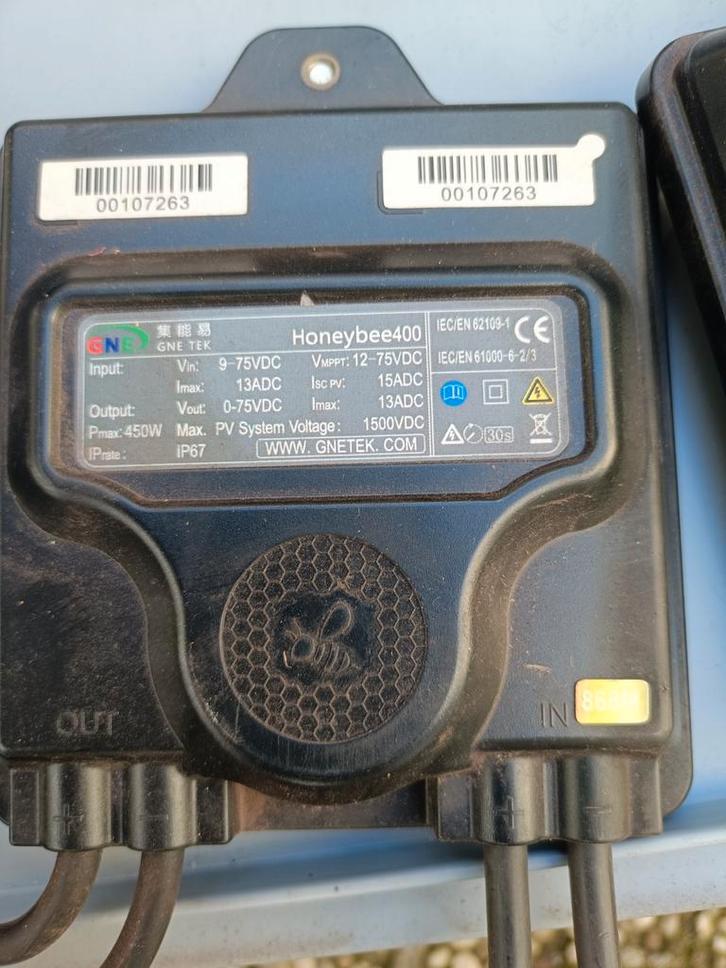 00107263
00107263
GNE 集能易
GNE TEK
Honeybee400
Input: Vin: 9-75VDC VMPPT: 12-75VDC
Imax: 13ADC ISC PV: 15ADC
Output: Vout: 0-75VDC Imax: 13ADC
Pmax: 450W Max. PV System Voltage: 1500VDC
IPrate: IP67 WWW. GNETEK. COM
IEC/EN 62109-1 CE
IEC/EN 61000-6-2/3
30s
OUT
IN
+ -
+ -